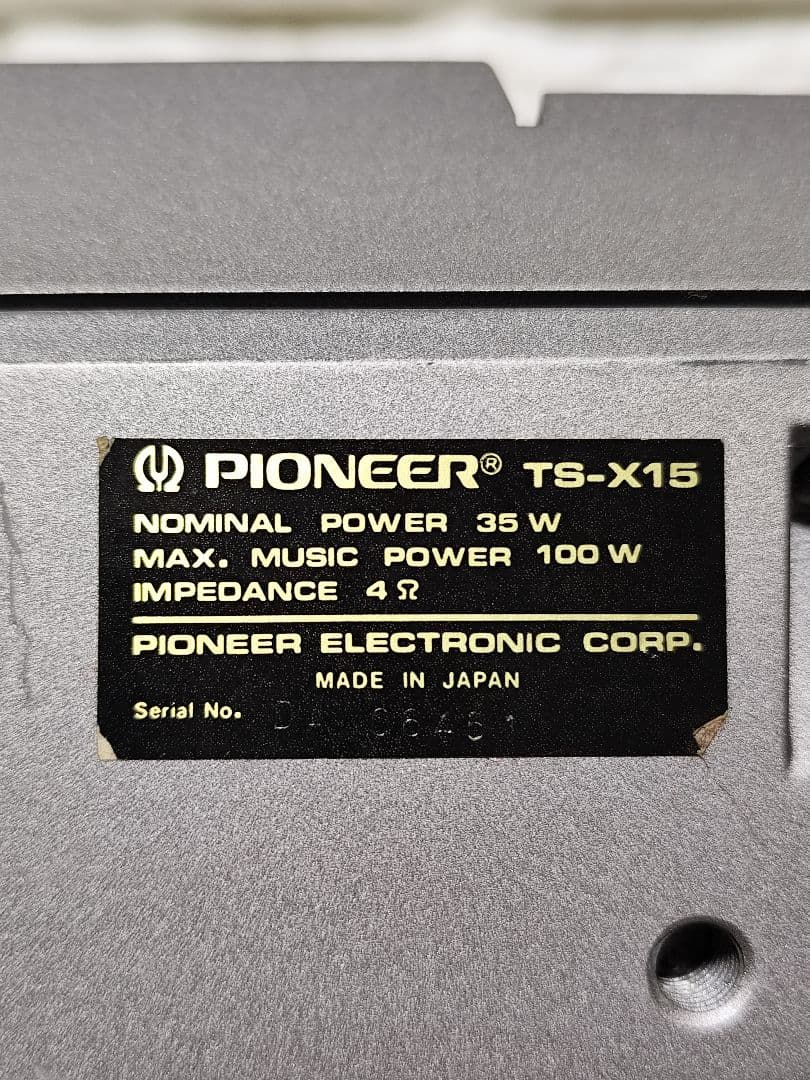 PIONEER® TS-X15
NOMINAL POWER 35 W
MAX. MUSIC POWER 100 W
IMPEDANCE 4 Ω
PIONEER ELECTRONIC CORP.
MADE IN JAPAN
Serial No.